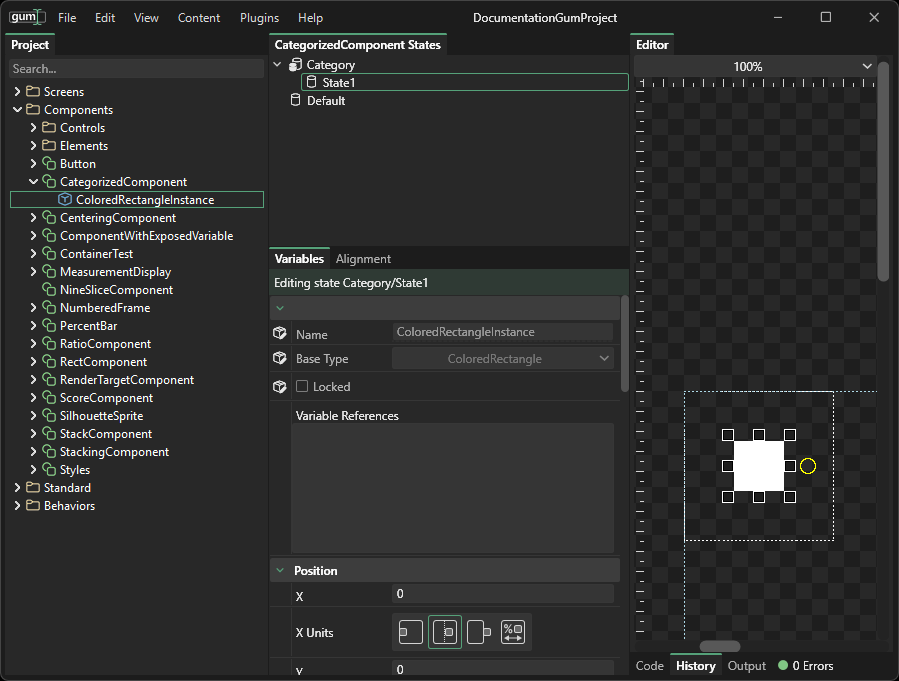 gum File Edit View Content Plugins Help DocumentationGumProject
Project
Search...
Screens
Components
Controls
Elements
Button
CategorizedComponent
ColoredRectangleInstance
CenteringComponent
ComponentWithExposedVariable
ContainerTest
MeasurementDisplay
NineSliceComponent
NumberedFrame
PercentBar
RatioComponent
RectComponent
RenderTargetComponent
ScoreComponent
SilhouetteSprite
StackComponent
StackingComponent
Styles
Standard
Behaviors
CategorizedComponent States
Category
State1
Default
Variables Alignment
Editing state Category/State1
Name ColoredRectangleInstance
Base Type ColoredRectangle
Locked
Variable References
Position
X 0
X Units %
Y 0
Editor
100%
Code History Output 0 Errors